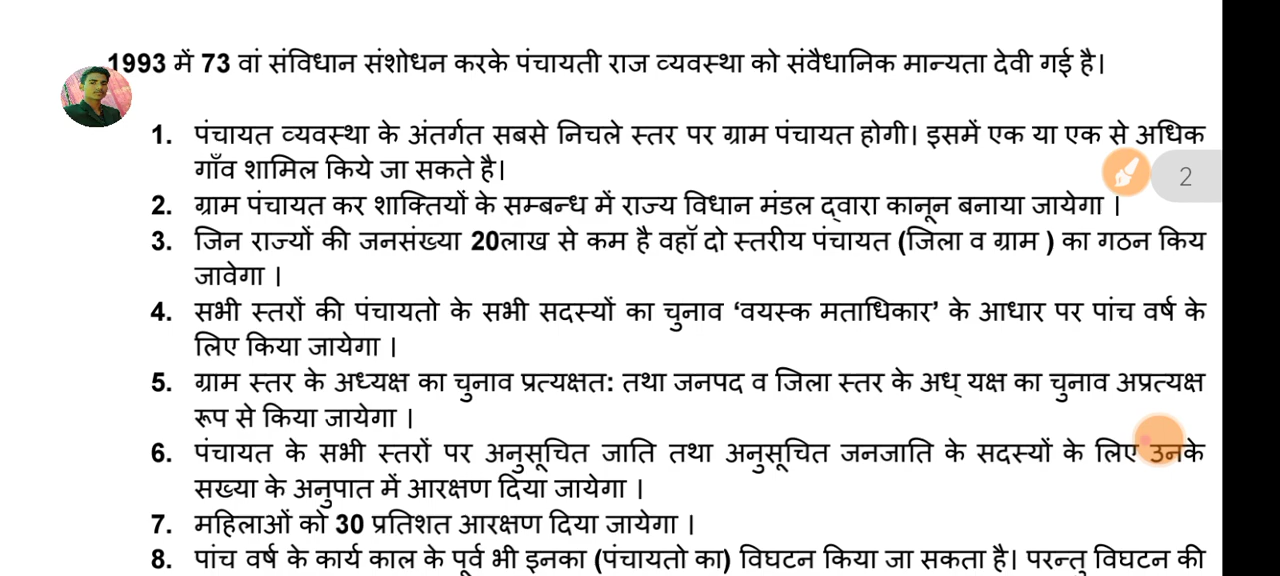 1993 में 73 वां संविधान संशोधन करके पंचायती राज व्यवस्था को संवैधानिक मान्यता देवी गई है।
1. पंचायत व्यवस्था के अंतर्गत सबसे निचले स्तर पर ग्राम पंचायत होगी। इसमें एक या एक से अधिक
गाँव शामिल किये जा सकते है।
2
2. ग्राम पंचायत कर शाक्तियों के सम्बन्ध में राज्य विधान मंडल द्वारा कानून बनाया जायेगा ।
3. जिन राज्यों की जनसंख्या 20लाख से कम है वहॉ दो स्तरीय पंचायत (जिला व ग्राम ) का गठन किय
जावेगा ।
4. सभी स्तरों की पंचायतो के सभी सदस्यों का चुनाव ‘वयस्क मताधिकार’ के आधार पर पांच वर्ष के
लिए किया जायेगा ।
5. ग्राम स्तर के अध्यक्ष का चुनाव प्रत्यक्षत: तथा जनपद व जिला स्तर के अध् यक्ष का चुनाव अप्रत्यक्ष
रूप से किया जायेगा ।
6. पंचायत के सभी स्तरों पर अनुसूचित जाति तथा अनुसूचित जनजाति के सदस्यों के लिए उनके
सख्या के अनुपात में आरक्षण दिया जायेगा ।
7. महिलाओं को 30 प्रतिशत आरक्षण दिया जायेगा ।
8. पांच वर्ष के कार्य काल के पूर्व भी इनका (पंचायतो का) विघटन किया जा सकता है। परन्तु विघटन की